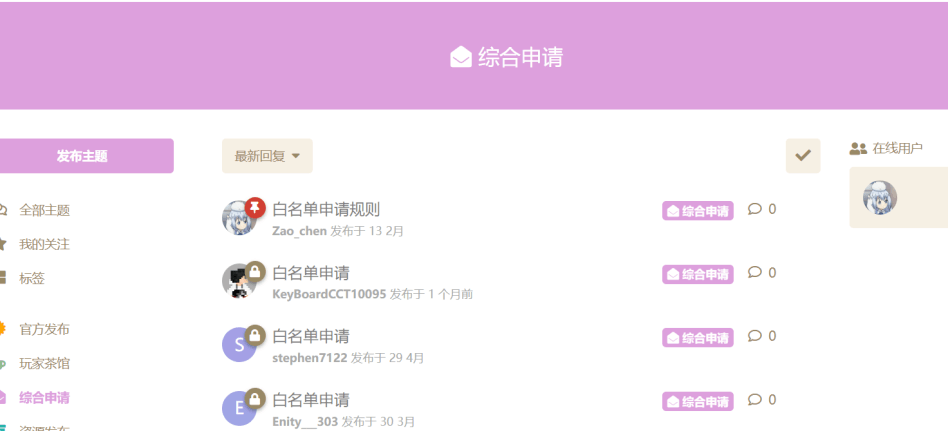 综合申请
发布主题
最新回复
在线用户
全部主题
我的关注
标签
官方发布
玩家茶馆
综合申请
资源发布
白名单申请规则
Zao_chen 发布于 13 2月
综合申请 0
白名单申请
KeyBoardCCT10095 发布于 1 个月前
综合申请 0
S
白名单申请
stephen7122 发布于 29 4月
综合申请 0
E
白名单申请
Enity___303 发布于 30 3月
综合申请 0